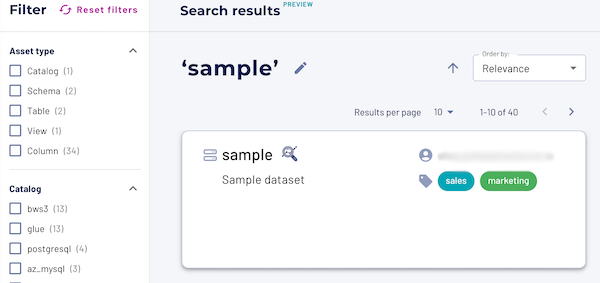 Filter
Reset filters
Asset type
Catalog (1)
Schema (2)
Table (2)
View (1)
Column (34)
Catalog
bws3 (13)
glue (13)
postgresql (4)
az_mysql (3)
Search results PREVIEW
‘sample’
Order by:
Relevance
Results per page 10 1–10 of 40
sample
Sample dataset
sales marketing